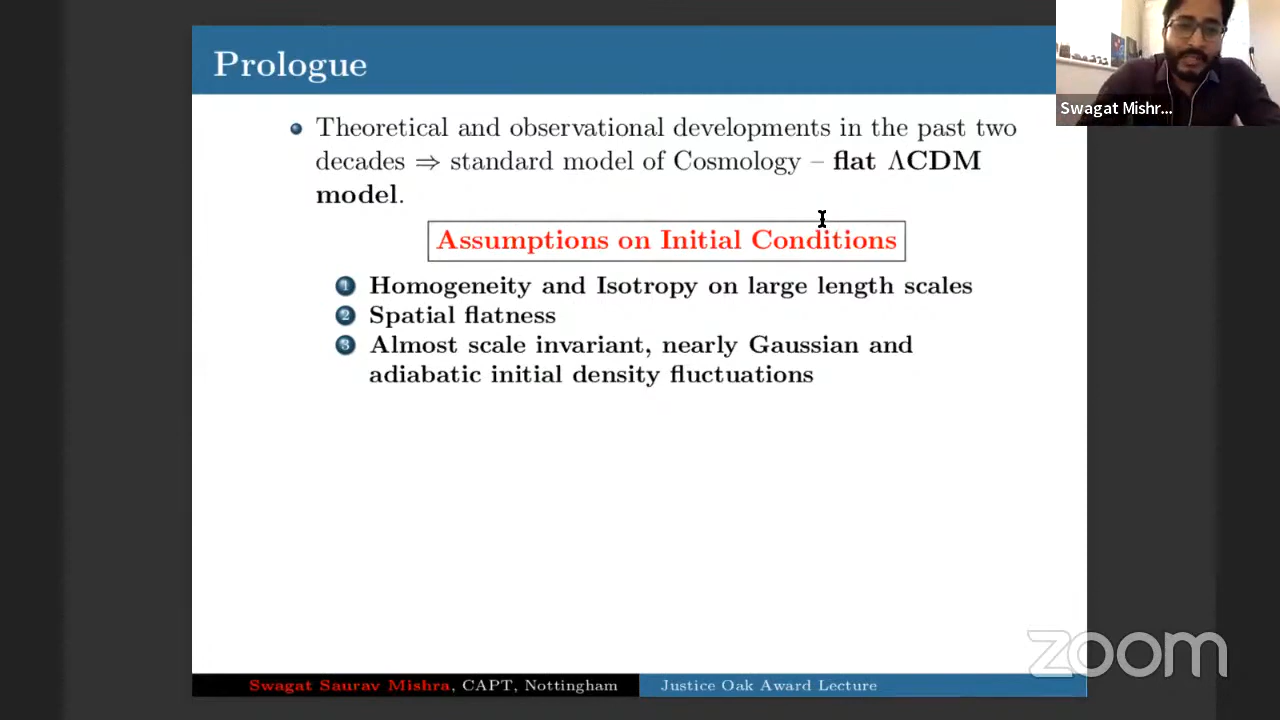 Prologue
Theoretical and observational developments in the past two
decades ⇒ standard model of Cosmology – flat ΛCDM
model.
Assumptions on Initial Conditions
1 Homogeneity and Isotropy on large length scales
2 Spatial flatness
3 Almost scale invariant, nearly Gaussian and
adiabatic initial density fluctuations
Swagat Saurav Mishra, CAPT, Nottingham
Justice Oak Award Lecture
Swagat Mishr...
zoom